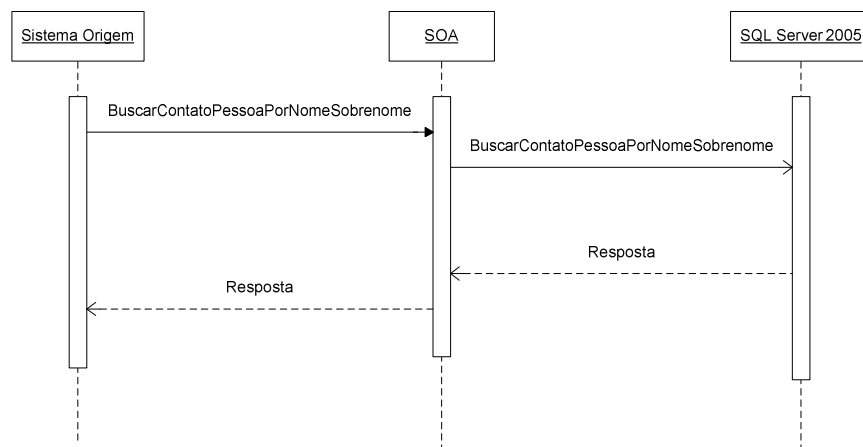 Sistema Origem
SOA
SQL Server 2005
BuscarContatoPessoaPorNomeSobrenome
BuscarContatoPessoaPorNomeSobrenome
Resposta
Resposta